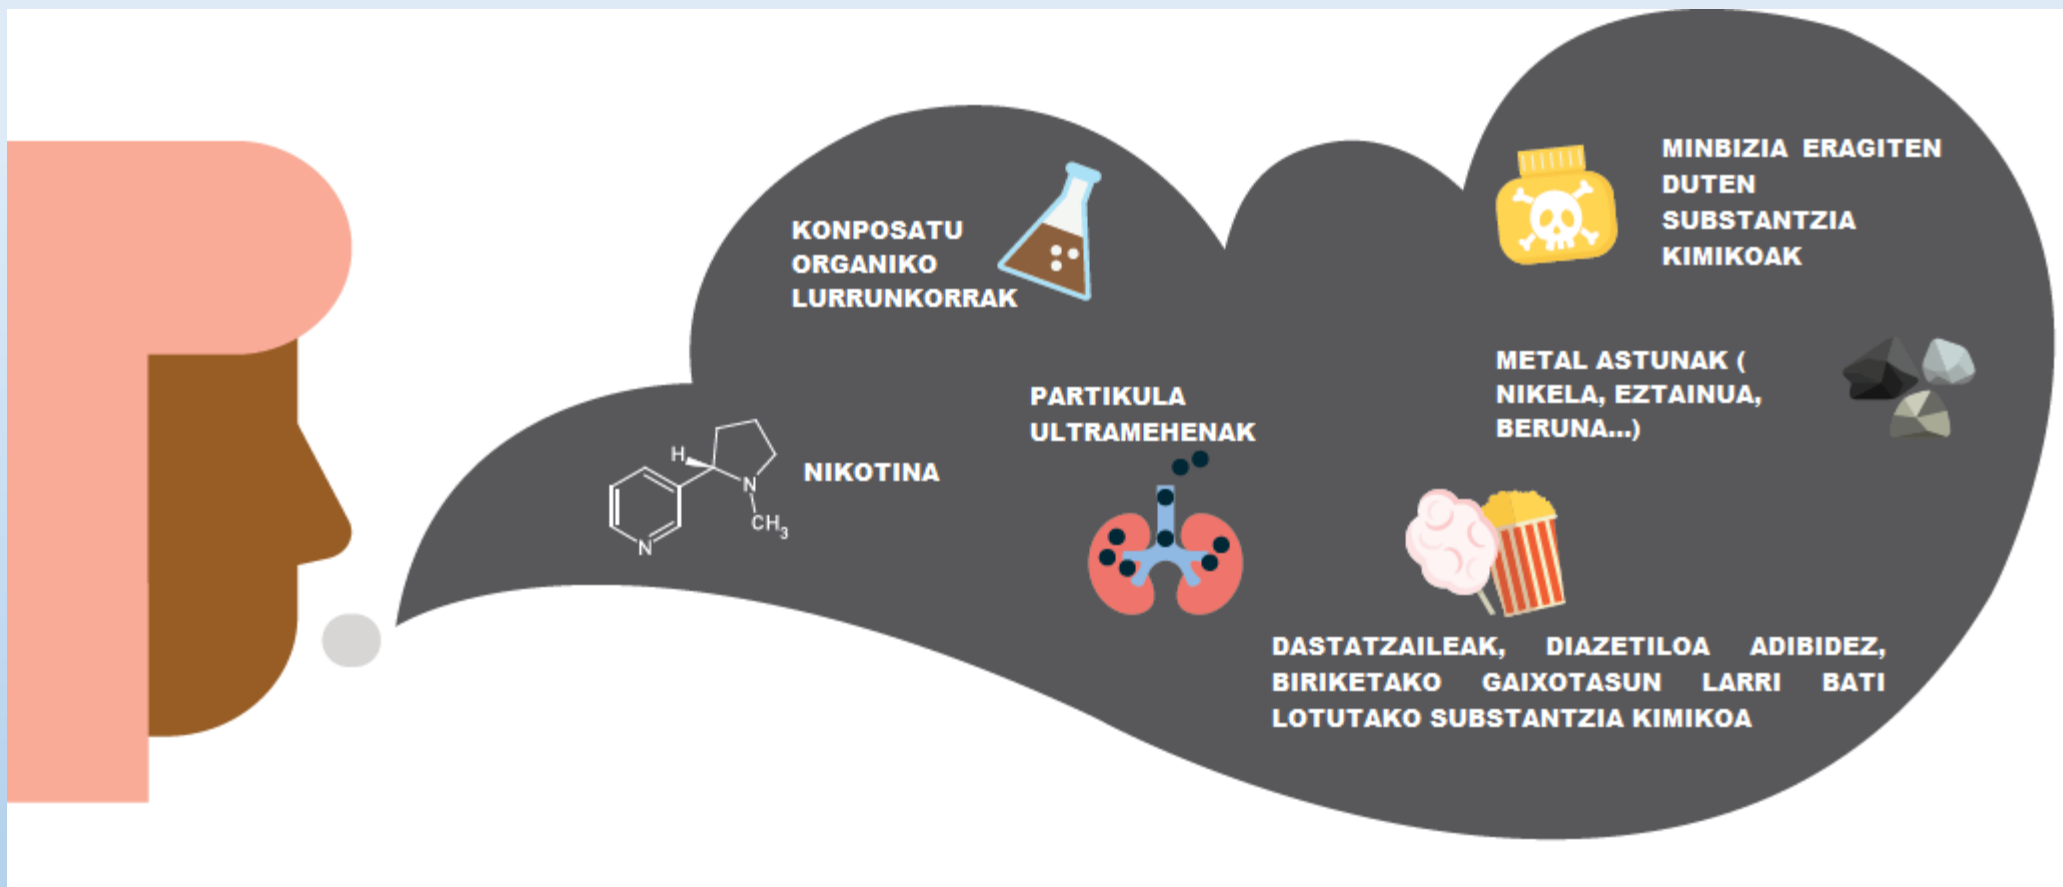 KONPOSATU
ORGANIKO
LURRUNKORRAK
NIKOTINA
H
N
CH3
N
PARTIKULA
ULTRAMEHENAK
MINBIZIA ERAGITEN
DUTEN
SUBSTANTZIA
KIMIKOAK
METAL ASTUNAK (
NIKELA, EZTAINUA,
BERUNA...)
DASTATZAILEAK, DIAZETILOA ADIBIDEZ,
BIRIKETAKO GAIXOTASUN LARRI BATI
LOTUTAKO SUBSTANTZIA KIMIKOA